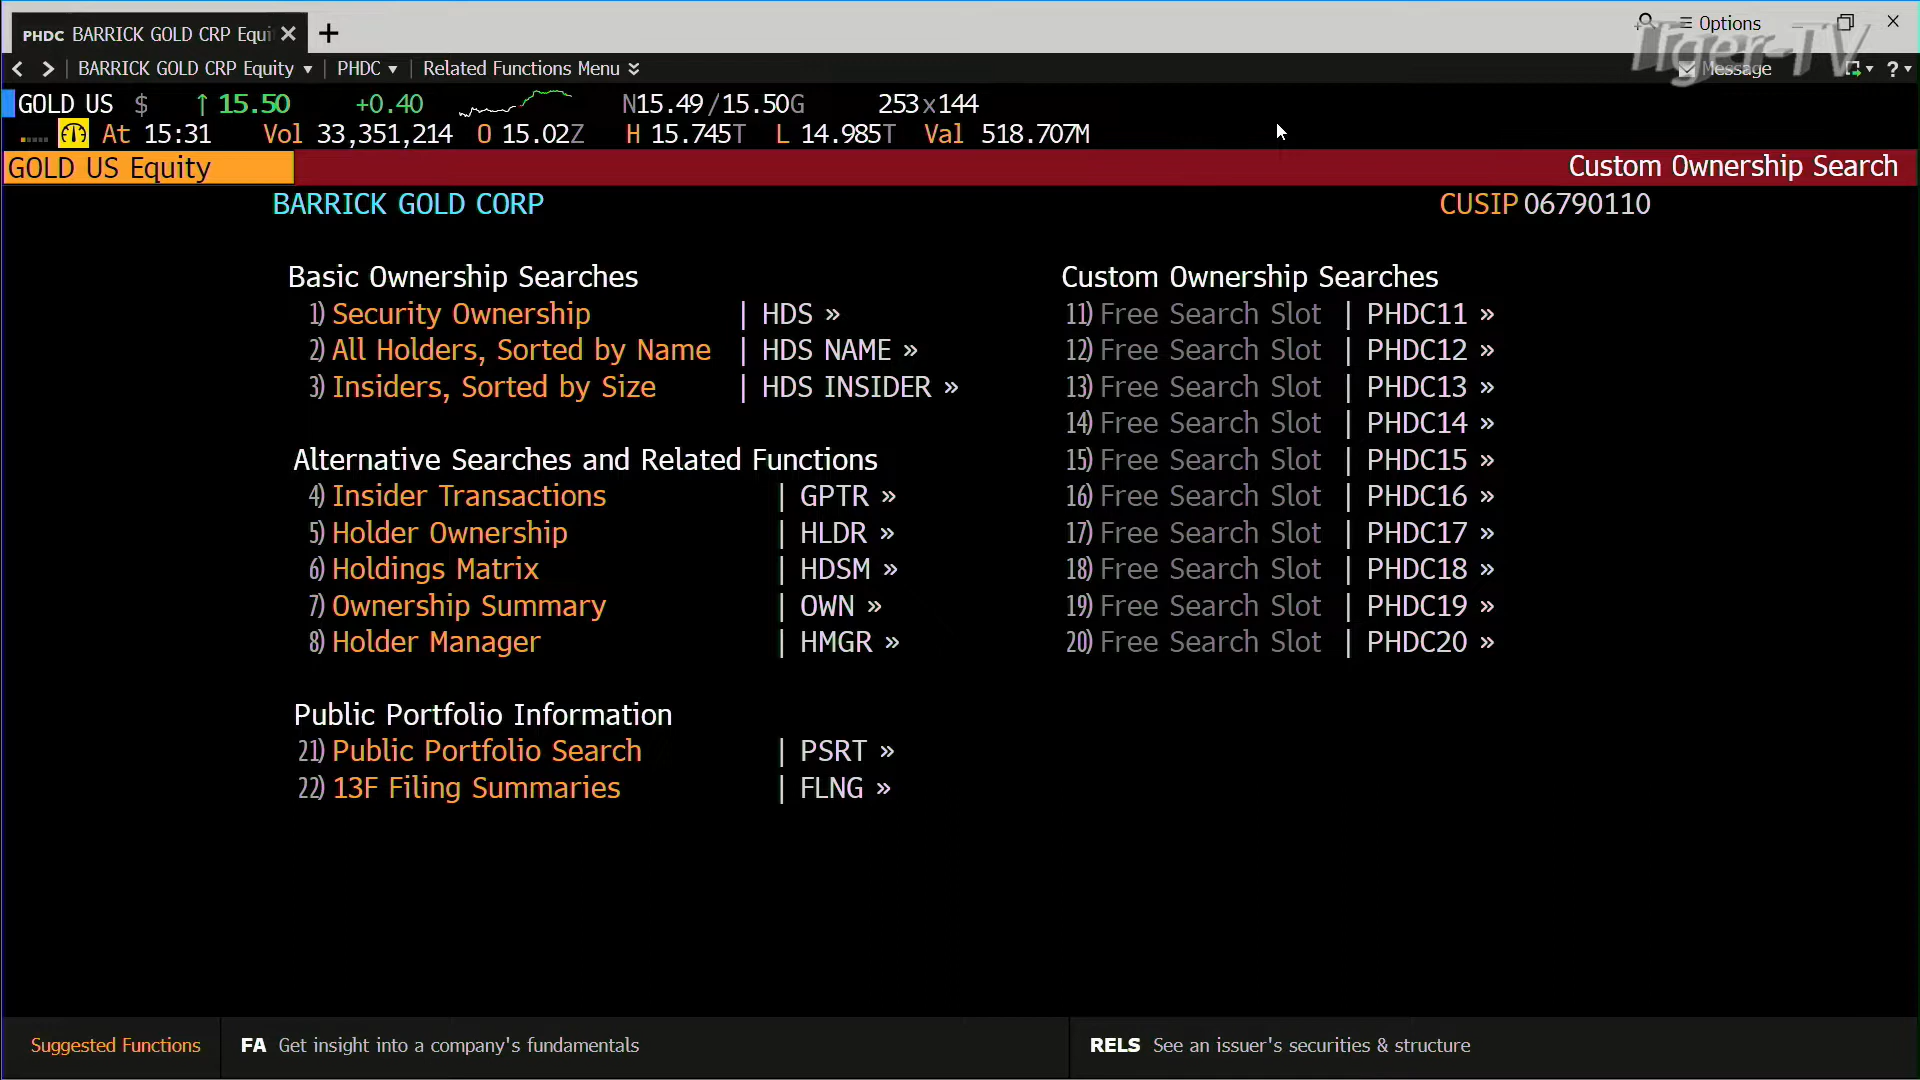 PHDC BARRICK GOLD CRP Equi
Options
Tiger-TV
BARRICK GOLD CRP Equity | PHDC | Related Functions Menu
Message ?
GOLD US $ ↑ 15.50 +0.40 N15.49/15.50G 253x144
At 15:31 Vol 33,351,214 O 15.02Z H 15.745T L 14.985T Val 518.707M
GOLD US Equity Custom Ownership Search
BARRICK GOLD CORP CUSIP 06790110
Basic Ownership Searches
1) Security Ownership | HDS »
2) All Holders, Sorted by Name | HDS NAME »
3) Insiders, Sorted by Size | HDS INSIDER »
Alternative Searches and Related Functions
4) Insider Transactions | GPTR »
5) Holder Ownership | HLDR »
6) Holdings Matrix | HDSM »
7) Ownership Summary | OWN »
8) Holder Manager | HMGR »
Public Portfolio Information
21) Public Portfolio Search | PSRT »
22) 13F Filing Summaries | FLNG »
Custom Ownership Searches
11) Free Search Slot | PHDC11 »
12) Free Search Slot | PHDC12 »
13) Free Search Slot | PHDC13 »
14) Free Search Slot | PHDC14 »
15) Free Search Slot | PHDC15 »
16) Free Search Slot | PHDC16 »
17) Free Search Slot | PHDC17 »
18) Free Search Slot | PHDC18 »
19) Free Search Slot | PHDC19 »
20) Free Search Slot | PHDC20 »
Suggested Functions FA Get insight into a company's fundamentals RELS See an issuer's securities & structure